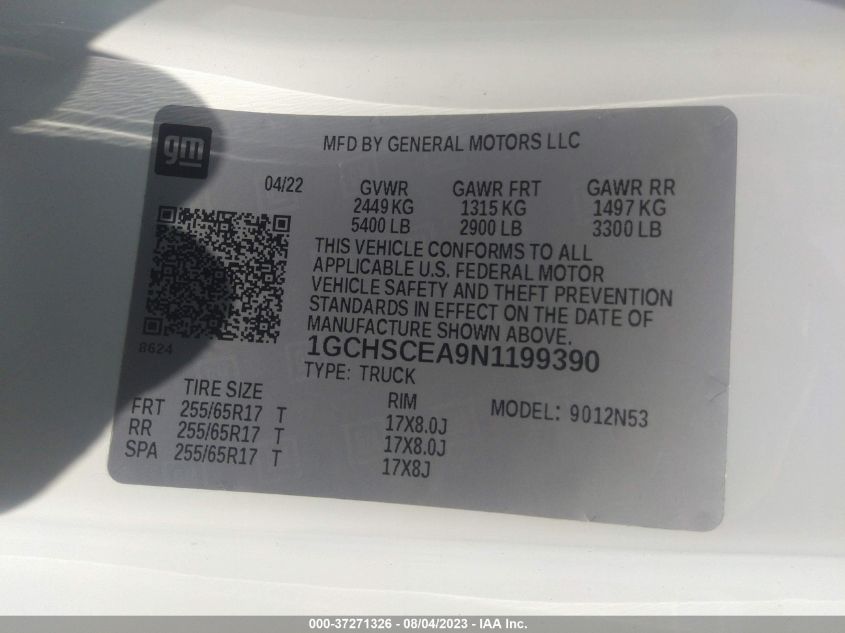 gm
MFD BY GENERAL MOTORS LLC
04/22 GVWR GAWR FRT GAWR RR
2449 KG 1315 KG 1497 KG
5400 LB 2900 LB 3300 LB
THIS VEHICLE CONFORMS TO ALL
APPLICABLE U.S. FEDERAL MOTOR
VEHICLE SAFETY AND THEFT PREVENTION
STANDARDS IN EFFECT ON THE DATE OF
MANUFACTURE SHOWN ABOVE.
8624
1GCHSCEA9N1199390
TYPE: TRUCK
TIRE SIZE RIM MODEL: 9012N53
FRT 255/65R17 T 17X8.0J
RR 255/65R17 T 17X8.0J
SPA 255/65R17 T 17X8J
000-37271326 - 08/04/2023 - IAAI.com